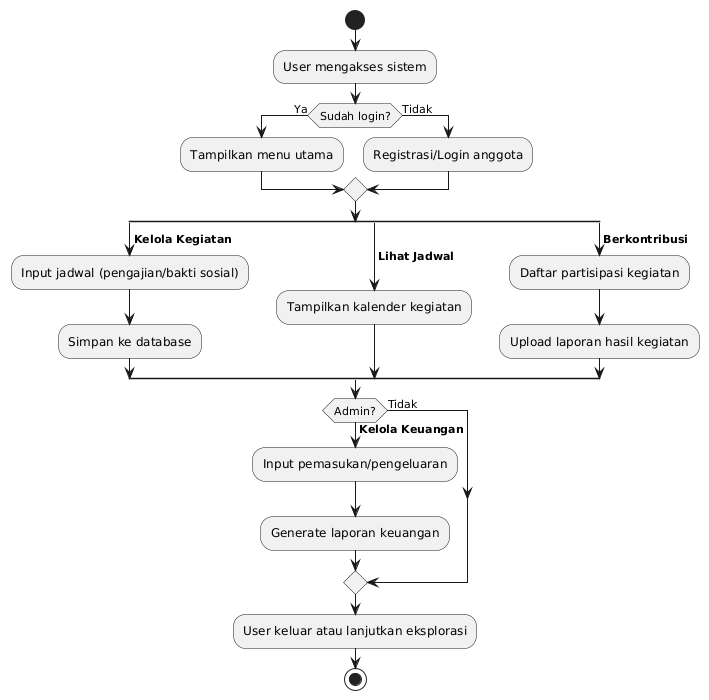 User mengakses sistem
Sudah login?
Ya
Tidak
Tampilkan menu utama
Registrasi/Login anggota
Kelola Kegiatan
Input jadwal (pengajian/bakti sosial)
Simpan ke database
Lihat Jadwal
Tampilkan kalender kegiatan
Berkontribusi
Daftar partisipasi kegiatan
Upload laporan hasil kegiatan
Admin?
Tidak
Kelola Keuangan
Input pemasukan/pengeluaran
Generate laporan keuangan
User keluar atau lanjutkan eksplorasi